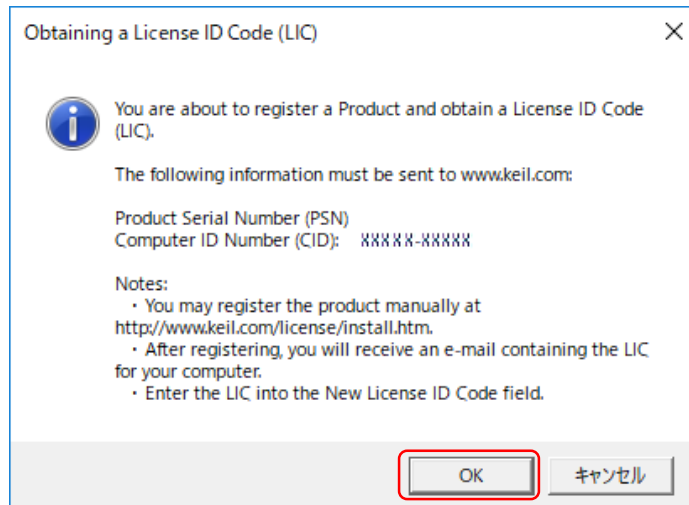 Obtaining a License ID Code (LIC)
You are about to register a Product and obtain a License ID Code
(LIC).
The following information must be sent to www.keil.com:
Product Serial Number (PSN)
Computer ID Number (CID): XXXXX-XXXXX
Notes:
・You may register the product manually at
http://www.keil.com/license/install.htm.
・After registering, you will receive an e-mail containing the LIC
for your computer.
・Enter the LIC into the New License ID Code field.
OK
キャンセル